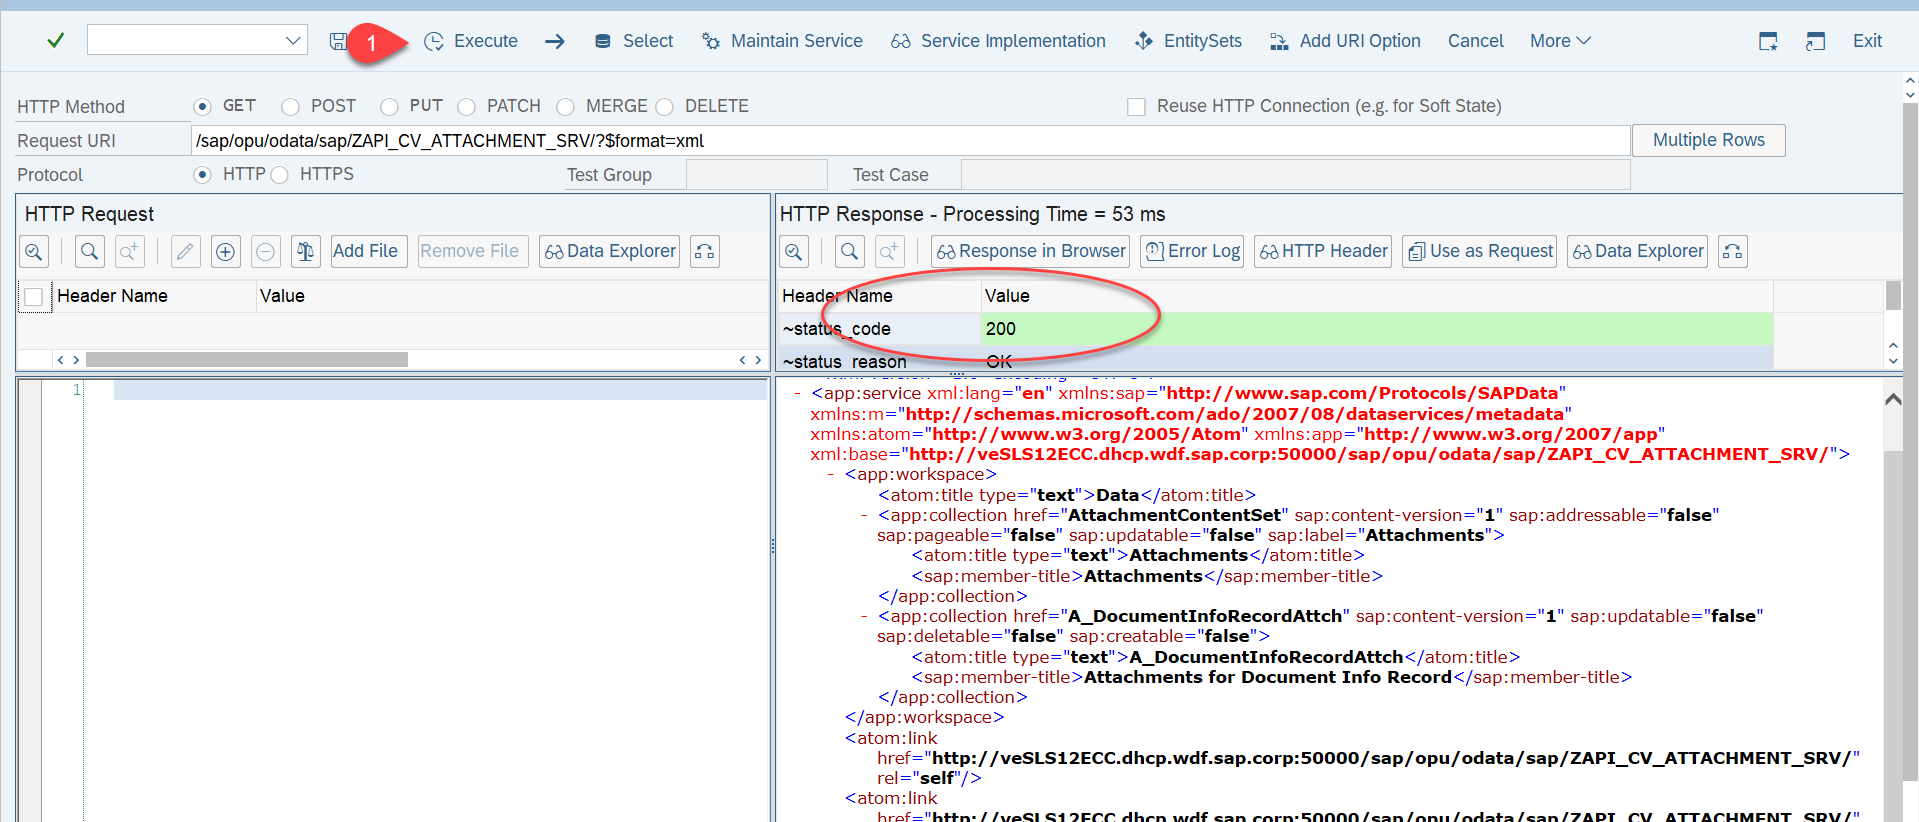 1 Execute Select Maintain Service Service Implementation EntitySets Add URI Option Cancel More Exit
HTTP Method GET POST PUT PATCH MERGE DELETE Reuse HTTP Connection (e.g. for Soft State)
Request URI /sap/opu/odata/sap/ZAPI_CV_ATTACHMENT_SRV/?$format=xml Multiple Rows
Protocol HTTP HTTPS Test Group Test Case
HTTP Request
Add File Remove File Data Explorer
Header Name Value
1
HTTP Response - Processing Time = 53 ms
Response in Browser Error Log HTTP Header Use as Request Data Explorer
Header Name Value
~status_code 200
~status_reason OK
- <app:service xml:lang="en" xmlns:sap="http://www.sap.com/Protocols/SAPData"
xmlns:m="http://schemas.microsoft.com/ado/2007/08/dataservices/metadata"
xmlns:atom="http://www.w3.org/2005/Atom" xmlns:app="http://www.w3.org/2007/app"
xml:base="http://veSLS12ECC.dhcp.wdf.sap.corp:50000/sap/opu/odata/sap/ZAPI_CV_ATTACHMENT_SRV/">
- <app:workspace>
<atom:title type="text">Data</atom:title>
- <app:collection href="AttachmentContentSet" sap:content-version="1" sap:addressable="false"
sap:pageable="false" sap:updatable="false" sap:label="Attachments">
<atom:title type="text">Attachments</atom:title>
<sap:member-title>Attachments</sap:member-title>
</app:collection>
- <app:collection href="A_DocumentInfoRecordAttch" sap:content-version="1" sap:updatable="false"
sap:deletable="false" sap:creatable="false">
<atom:title type="text">A_DocumentInfoRecordAttch</atom:title>
<sap:member-title>Attachments for Document Info Record</sap:member-title>
</app:collection>
</app:workspace>
<atom:link
href="http://veSLS12ECC.dhcp.wdf.sap.corp:50000/sap/opu/odata/sap/ZAPI_CV_ATTACHMENT_SRV/"
rel="self"/>
<atom:link
href="http://veSLS12ECC.dhcp.wdf.sap.corp:50000/sap/opu/odata/sap/ZAPI_CV_ATTACHMENT_SRV/"